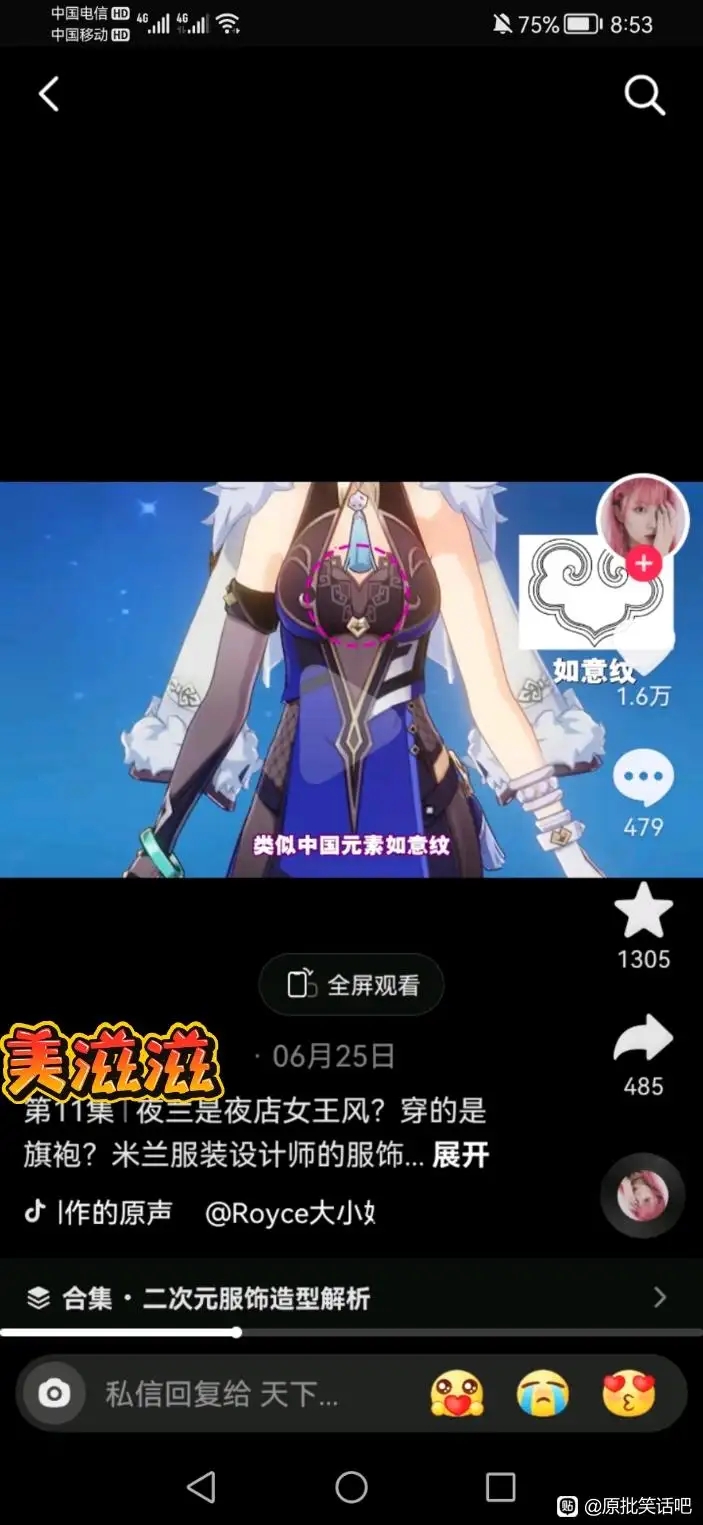 中国电信 HD
中国移动 HD
4G 4G
75% 8:53
如意纹
1.6万
479
类似中国元素如意纹
1305
全屏观看
美滋滋
· 06月25日
485
第11集 | 夜兰是夜店女王风？穿的是
旗袍？米兰服装设计师的服饰... 展开
作的原声 @Royce大小
合集 · 二次元服饰造型解析
私信回复给 天下...
贴 @原批笑话吧